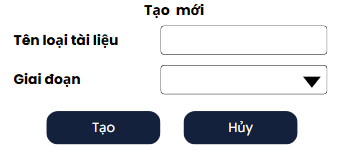 Tạo mới
Tên loại tài liệu
Giai đoạn
Tạo Hủy